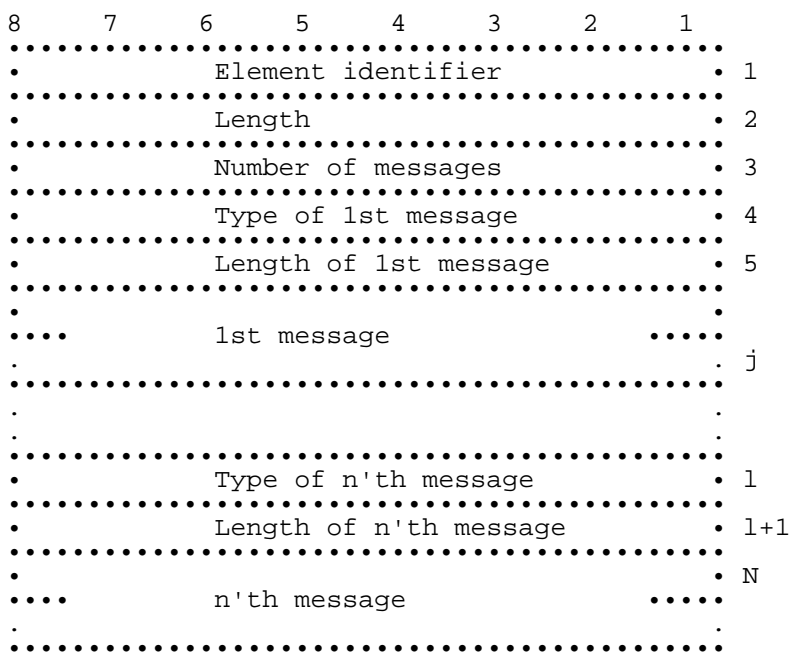 8 7 6 5 4 3 2 1
Element identifier 1
Length 2
Number of messages 3
Type of 1st message 4
Length of 1st message 5
1st message
j
Type of n'th message l
Length of n'th message l+1
N
n'th message